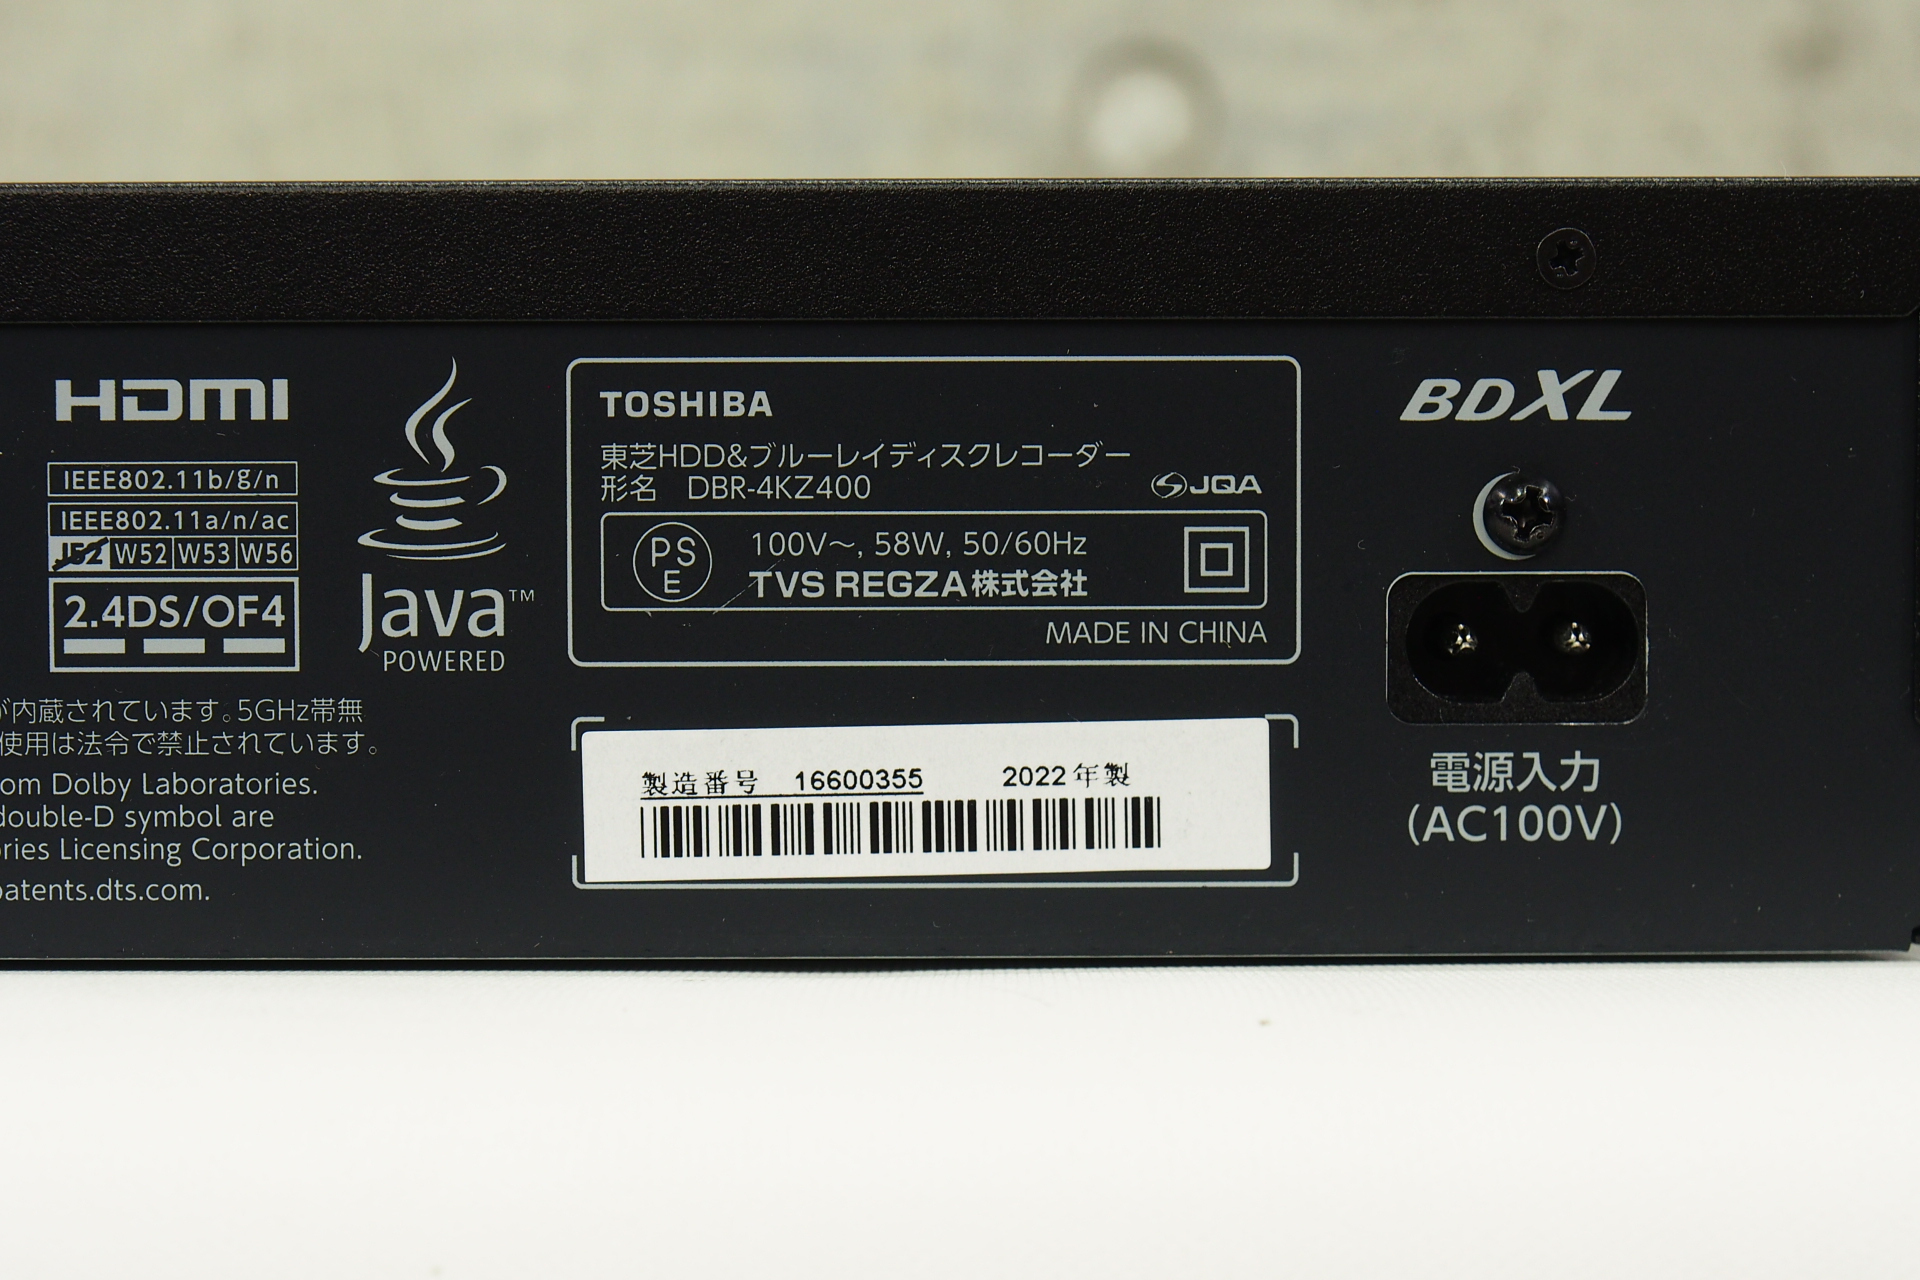 HDMI
IEEE802.11b/g/n
IEEE802.11a/n/ac
J52 W52 W53 W56
2.4DS/OF4
Java™
POWERED
が内蔵されています。5GHz帯無
使用は法令で禁止されています。
om Dolby Laboratories.
double-D symbol are
ories Licensing Corporation.
patents.dts.com.
TOSHIBA
東芝HDD&ブルーレイディスクレコーダー
形名 DBR-4KZ400
JQA
PSE
100V～, 58W, 50/60Hz
TVS REGZA株式会社
MADE IN CHINA
製造番号 16600355 2022年製
BDXL
電源入力
(AC100V)